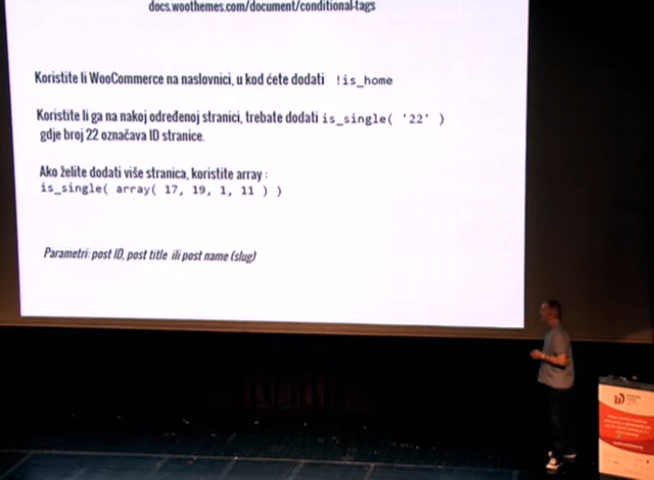 docs.woothemes.com/document/conditional-tags
Koristite li WooCommerce na naslovnici, u kod ćete dodati !is_home
Koristite li ga na nakoj određenoj stranici, trebate dodati is_single( '22' )
gdje broj 22 označava ID stranice.
Ako želite dodati više stranica, koristite array :
is_single( array( 17, 19, 1, 11 ) )
Parametri: post ID, post title ili post name (slug)